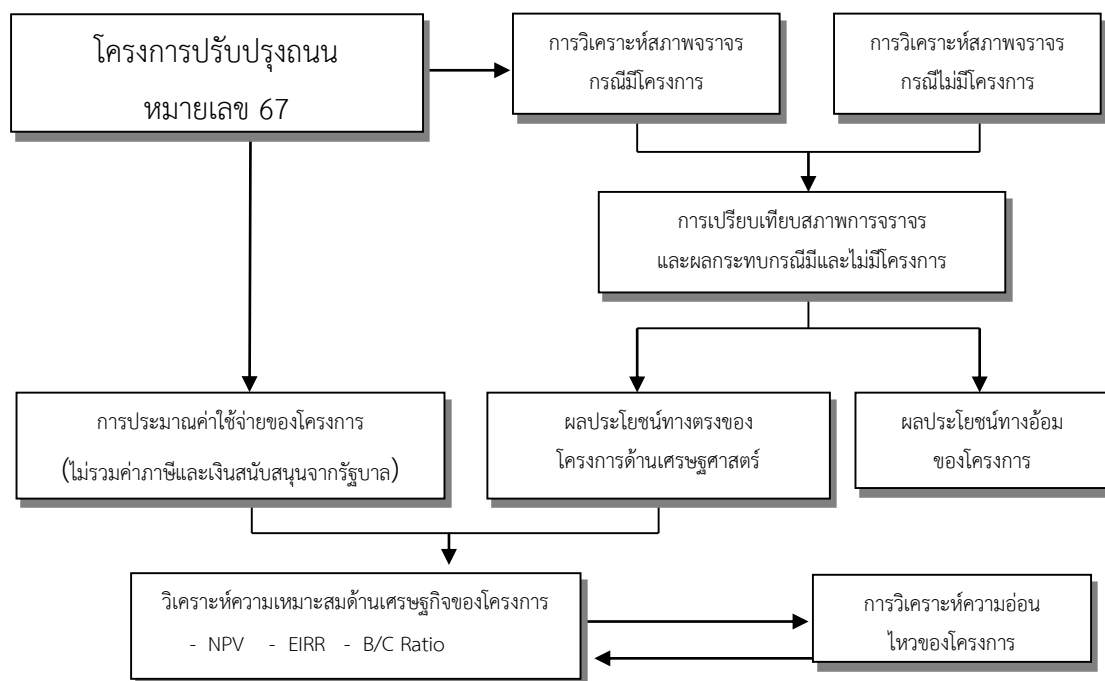 โครงการปรับปรุงถนน
หมายเลข 67
การวิเคราะห์สภาพจราจร
กรณีมีโครงการ
การวิเคราะห์สภาพจราจร
กรณีไม่มีโครงการ
การเปรียบเทียบสภาพการจราจร
และผลกระทบกรณีมีและไม่มีโครงการ
การประมาณค่าใช้จ่ายของโครงการ
(ไม่รวมค่าภาษีและเงินสนับสนุนจากรัฐบาล)
ผลประโยชน์ทางตรงของ
โครงการด้านเศรษฐศาสตร์
ผลประโยชน์ทางอ้อม
ของโครงการ
วิเคราะห์ความเหมาะสมด้านเศรษฐกิจของโครงการ
- NPV - EIRR - B/C Ratio
การวิเคราะห์ความอ่อน
ไหวของโครงการ